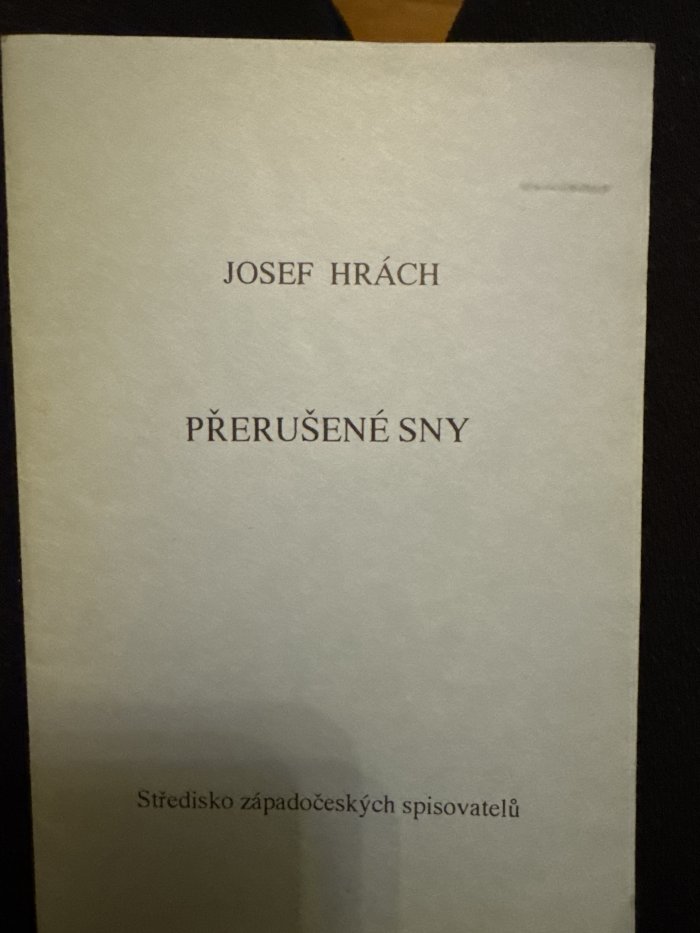 JOSEF HRÁCH
PŘERUŠENÉ SNY
Středisko západočeských spisovatelů